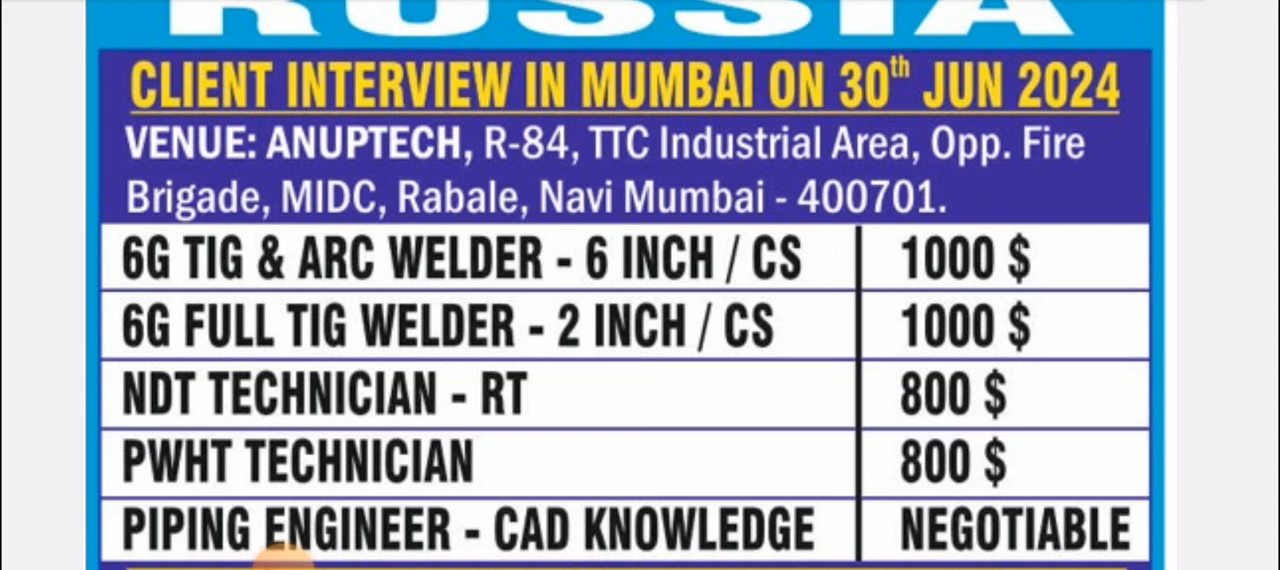 RUSSIA
CLIENT INTERVIEW IN MUMBAI ON 30th JUN 2024
VENUE: ANUPTECH, R-84, TTC Industrial Area, Opp. Fire
Brigade, MIDC, Rabale, Navi Mumbai - 400701.
6G TIG & ARC WELDER - 6 INCH / CS 1000 $
6G FULL TIG WELDER - 2 INCH / CS 1000 $
NDT TECHNICIAN - RT 800 $
PWHT TECHNICIAN 800 $
PIPING ENGINEER - CAD KNOWLEDGE NEGOTIABLE